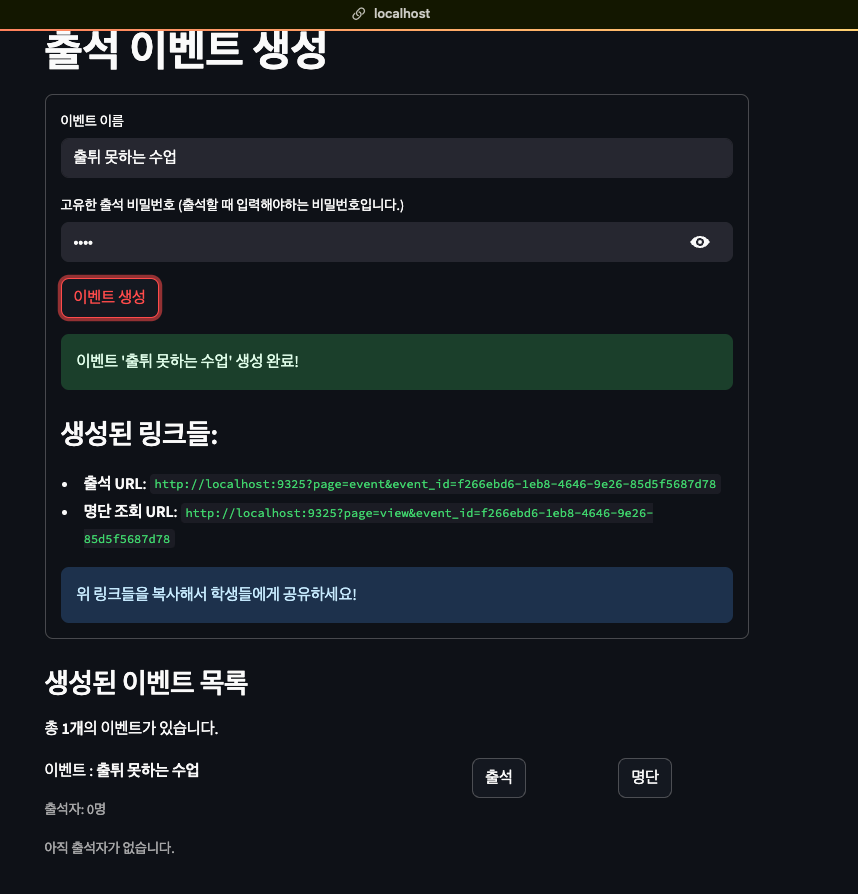 localhost
출석 이벤트 생성
이벤트 이름
출튀 못하는 수업
고유한 출석 비밀번호 (출석할 때 입력해야하는 비밀번호입니다.)
••••
이벤트 생성
이벤트 '출튀 못하는 수업' 생성 완료!
생성된 링크들:
• 출석 URL: http://localhost:9325?page=event&event_id=f266ebd6-1eb8-4646-9e26-85d5f5687d78
• 명단 조회 URL: http://localhost:9325?page=view&event_id=f266ebd6-1eb8-4646-9e26-
85d5f5687d78
위 링크들을 복사해서 학생들에게 공유하세요!
생성된 이벤트 목록
총 1개의 이벤트가 있습니다.
이벤트 : 출튀 못하는 수업 출석 명단
출석자: 0명
아직 출석자가 없습니다.